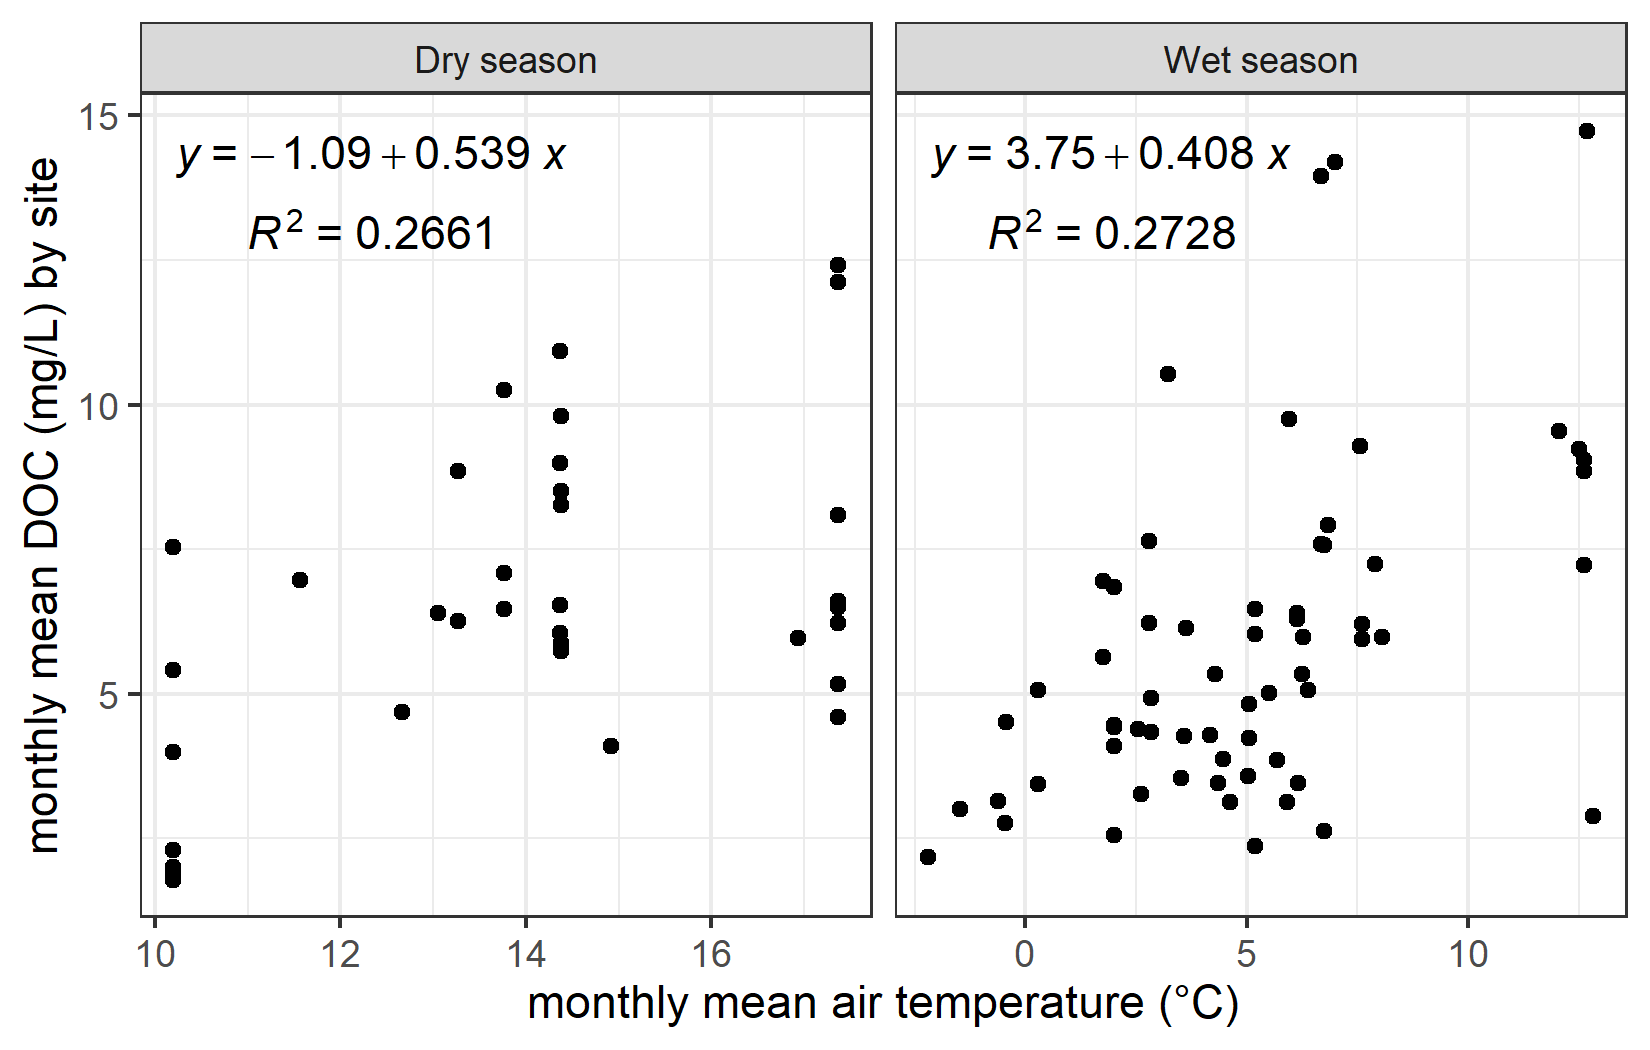 Dry season
Wet season
y = −1.09 + 0.539 x
R² = 0.2661
y = 3.75 + 0.408 x
R² = 0.2728
15
10
5
10 12 14 16
0 5 10
monthly mean air temperature (°C)
monthly mean DOC (mg/L) by site